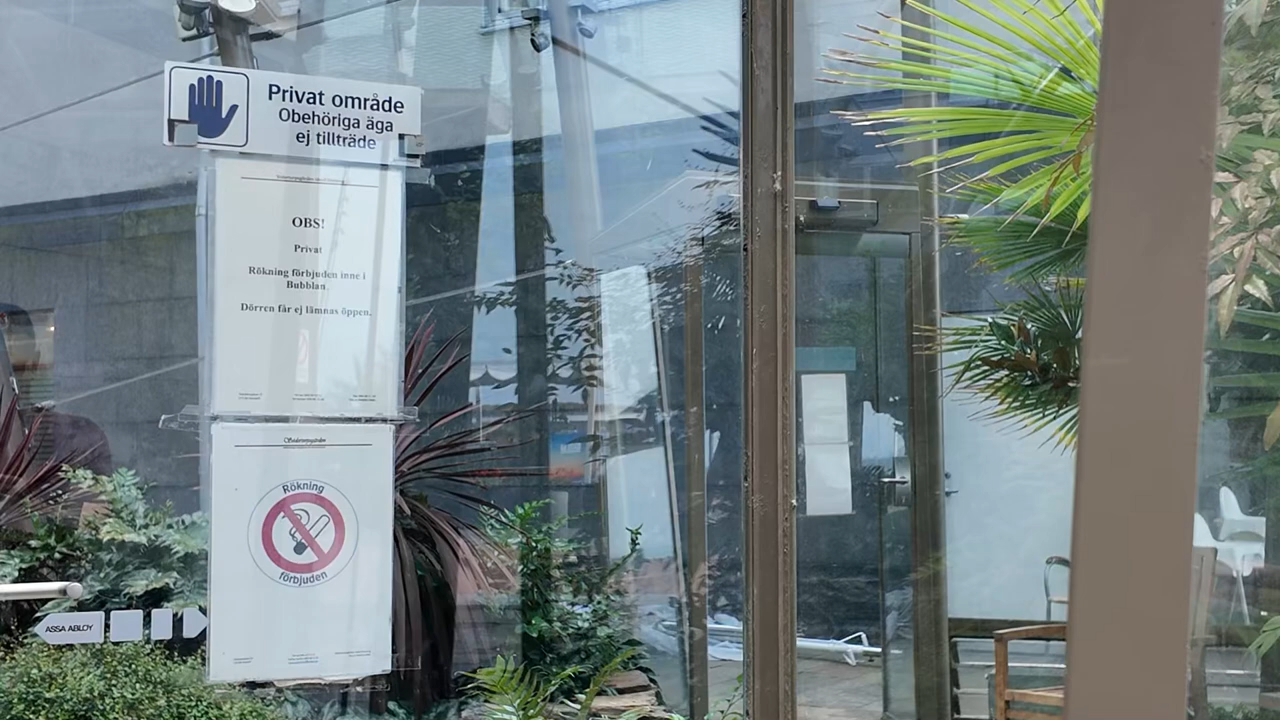 Privat område
Obehöriga äga
ej tillträde
OBS!
Privat
Rökning förbjuden inne i
Bubblan.
Dörren får ej lämnas öppen.
Rökning
förbjuden
ASSA ABLOY